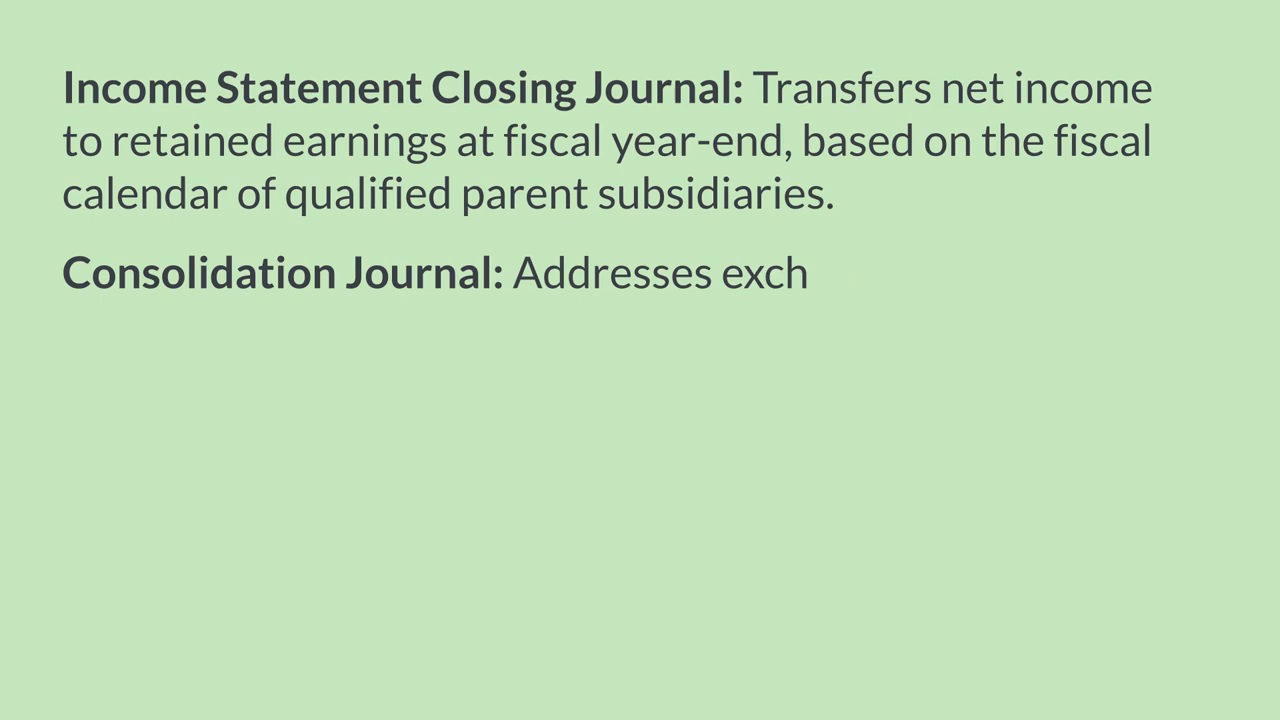 Income Statement Closing Journal: Transfers net income
to retained earnings at fiscal year-end, based on the fiscal
calendar of qualified parent subsidiaries.
Consolidation Journal: Addresses exch